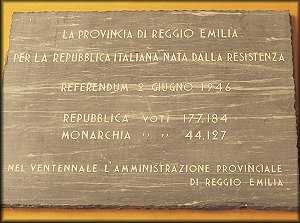 LA PROVINCIA DI REGGIO EMILIA
PER LA REPUBBLICA ITALIANA NATA DALLA RESISTENZA
REFERENDUM 2 GIUGNO 1946
REPUBBLICA VOTI 177,184
MONARCHIA " " 44,127
NEL VENTENNALE L'AMMINISTRAZIONE PROVINCIALE
DI REGGIO EMILIA